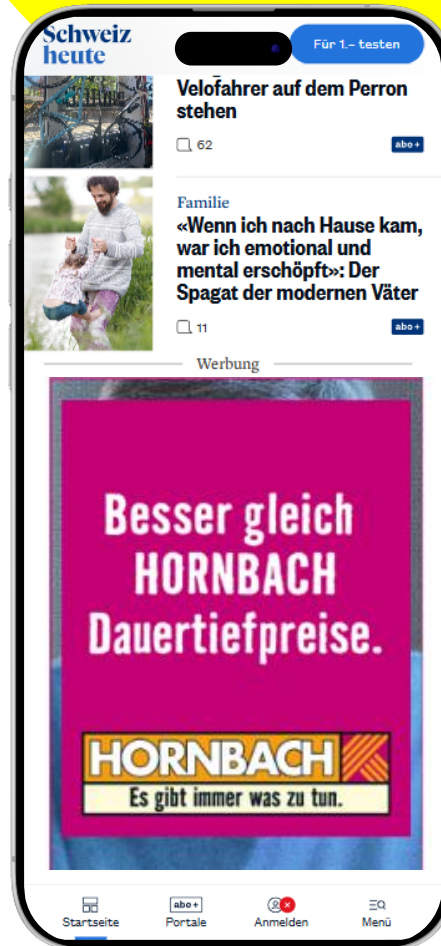 Schweiz
heute
Für 1.– testen
Velofahrer auf dem Perron
stehen
62
abo+
Familie
«Wenn ich nach Hause kam,
war ich emotional und
mental erschöpft»: Der
Spagat der modernen Väter
11
abo+
Werbung
Besser gleich
HORNBACH
Dauertiefpreise.
HORNBACH
Es gibt immer was zu tun.
abo+
Startseite
Portale
Anmelden
Menü